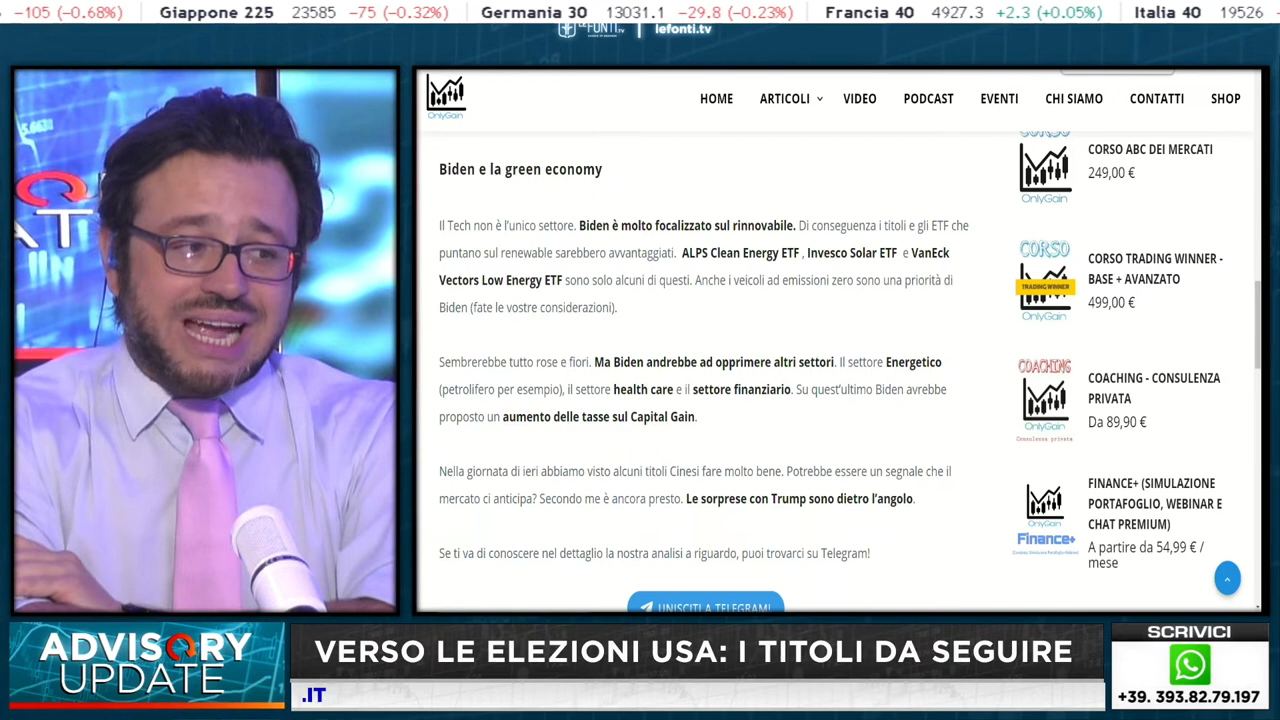 -105 (-0.68%) Giappone 225 23585 -75 (-0.32%) Germania 30 13031.1 -29.8 (-0.23%) Francia 40 4927.3 +2.3 (+0.05%) Italia 40 19526
lefonti.tv
OnlyGain
HOME ARTICOLI VIDEO PODCAST EVENTI CHI SIAMO CONTATTI SHOP
Biden e la green economy
Il Tech non è l'unico settore. Biden è molto focalizzato sul rinnovabile. Di conseguenza i titoli e gli ETF che
puntano sul renewable sarebbero avvantaggiati. ALPS Clean Energy ETF , Invesco Solar ETF e VanEck
Vectors Low Energy ETF sono solo alcuni di questi. Anche i veicoli ad emissioni zero sono una priorità di
Biden (fate le vostre considerazioni).
Sembrerebbe tutto rose e fiori. Ma Biden andrebbe ad opprimere altri settori. Il settore Energetico
(petrolifero per esempio), il settore health care e il settore finanziario. Su quest'ultimo Biden avrebbe
proposto un aumento delle tasse sul Capital Gain.
Nella giornata di ieri abbiamo visto alcuni titoli Cinesi fare molto bene. Potrebbe essere un segnale che il
mercato ci anticipa? Secondo me è ancora presto. Le sorprese con Trump sono dietro l'angolo.
Se ti va di conoscere nel dettaglio la nostra analisi a riguardo, puoi trovarci su Telegram!
UNISCITI A TELEGRAM!
CORSO
OnlyGain
CORSO ABC DEI MERCATI
249,00 €
CORSO
TRADING WINNER
OnlyGain
CORSO TRADING WINNER -
BASE + AVANZATO
499,00 €
COACHING
OnlyGain
Consulenza privata
COACHING - CONSULENZA
PRIVATA
Da 89,90 €
OnlyGain
Finance+
FINANCE+ (SIMULAZIONE
PORTAFOGLIO, WEBINAR E
CHAT PREMIUM)
A partire da 54,99 € /
mese
ADVISORY
UPDATE
VERSO LE ELEZIONI USA: I TITOLI DA SEGUIRE
.IT
SCRIVICI
+39. 393.82.79.197